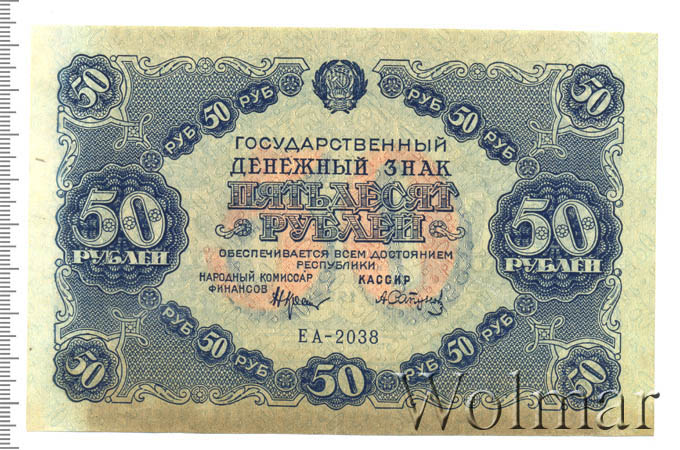 50
50
РУБ 50 РУБ
РУБ 50 РУБ
ГОСУДАРСТВЕННЫЙ
ДЕНЕЖНЫЙ ЗНАК
ПЯТЬДЕСЯТ
РУБЛЕЙ
50
РУБЛЕЙ
50
РУБЛЕЙ
ОБЕСПЕЧИВАЕТСЯ ВСЕМ ДОСТОЯНИЕМ
РЕСПУБЛИКИ
НАРОДНЫЙ КОМИССАР
ФИНАНСОВ
КАССИР
ЕА-2038
РУБ 50 РУБ
РУБ 50 РУБ
50
50
50
Wolmar